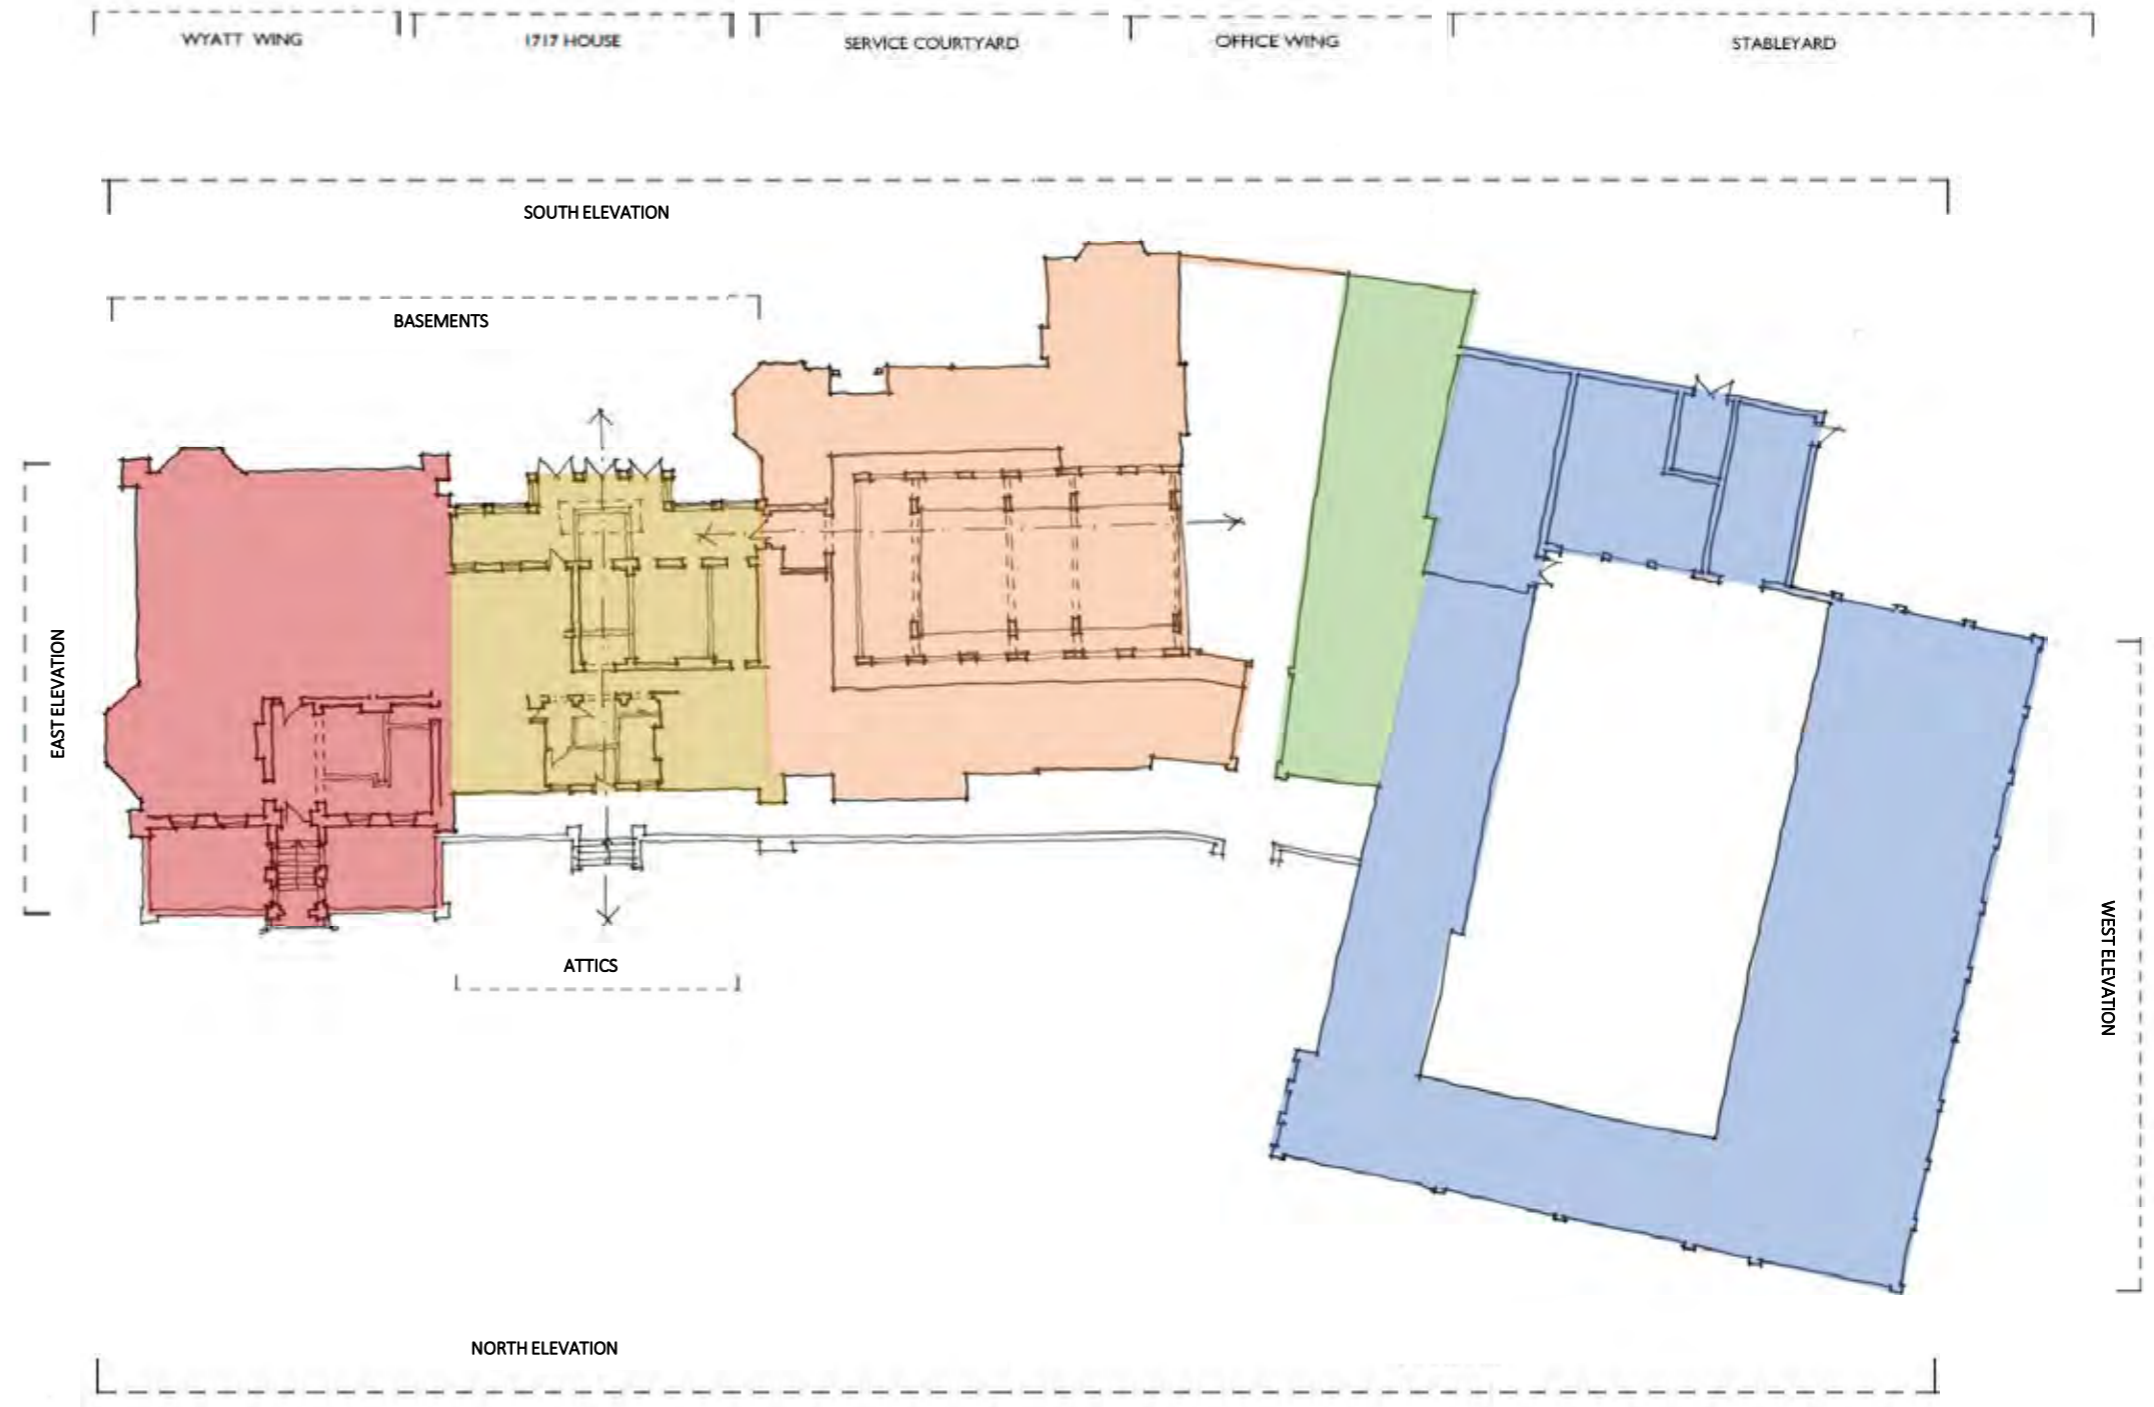 WYATT WING
1717 HOUSE
SERVICE COURTYARD
OFFICE WING
STABLEYARD
SOUTH ELEVATION
BASEMENTS
EAST ELEVATION
WEST ELEVATION
ATTICS
NORTH ELEVATION